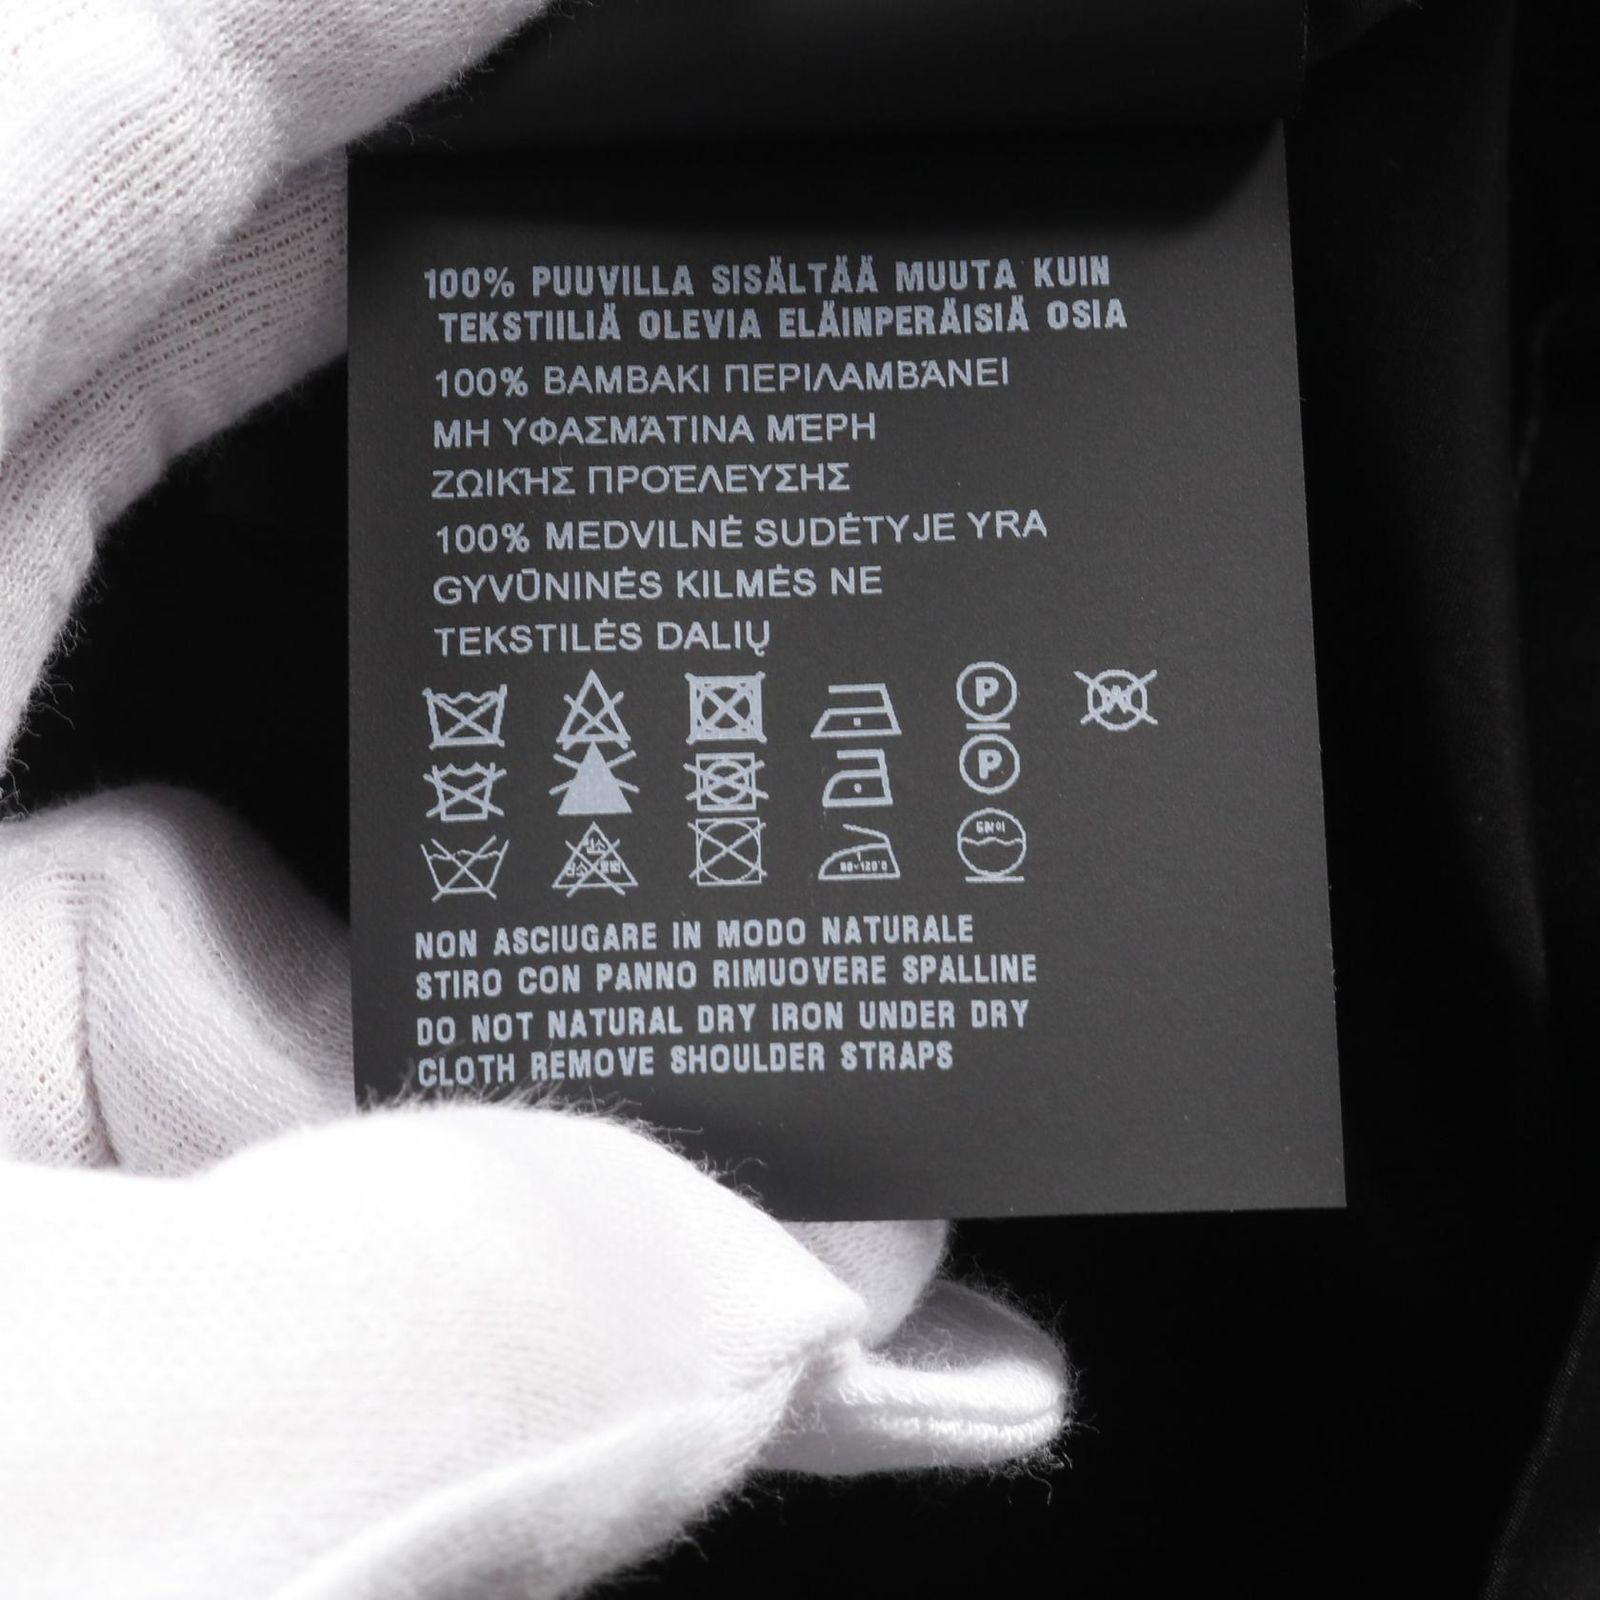 100% PUUVILLA SISÄLTÄÄ MUUTA KUIN
TEKSTIILIÄ OLEVIA ELÄINPERÄISIÄ OSIA
100% ΒΑΜΒΑΚΙ ΠΕΡΙΛΑΜΒΆΝΕΙ
ΜΗ ΥΦΑΣΜΆΤΙΝΑ ΜΈΡΗ
ΖΩΙΚΉΣ ΠΡΟΈΛΕΥΣΗΣ
100% MEDVILNĖ SUDĖTYJE YRA
GYVŪNINĖS KILMĖS NE
TEKSTILĖS DALIŲ
P W
P
80~120°C
NON ASCIUGARE IN MODO NATURALE
STIRO CON PANNO RIMUOVERE SPALLINE
DO NOT NATURAL DRY IRON UNDER DRY
CLOTH REMOVE SHOULDER STRAPS